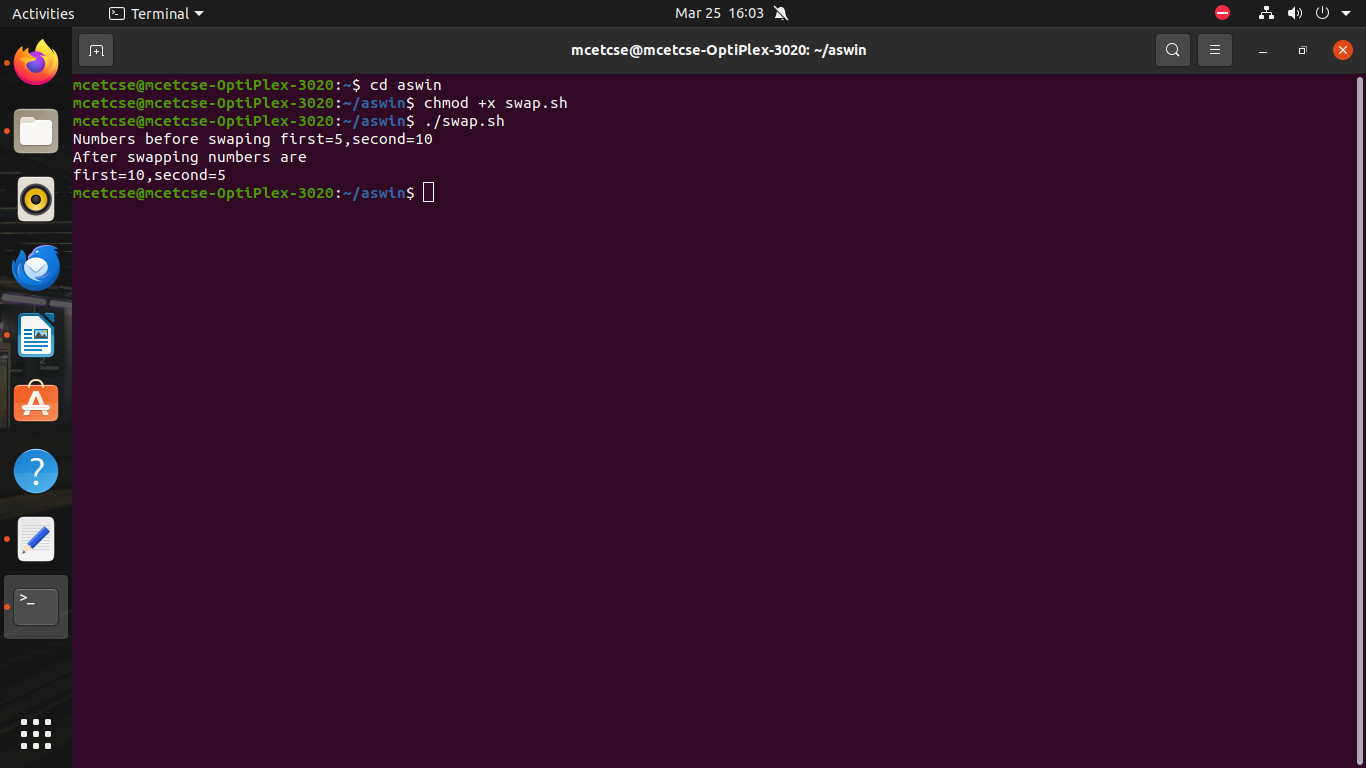 Activities
Terminal
Mar 25 16:03
mcetcse@mcetcse-OptiPlex-3020: ~/aswin
mcetcse@mcetcse-OptiPlex-3020:~$ cd aswin
mcetcse@mcetcse-OptiPlex-3020:~/aswin$ chmod +x swap.sh
mcetcse@mcetcse-OptiPlex-3020:~/aswin$ ./swap.sh
Numbers before swaping first=5,second=10
After swapping numbers are
first=10,second=5
mcetcse@mcetcse-OptiPlex-3020:~/aswin$